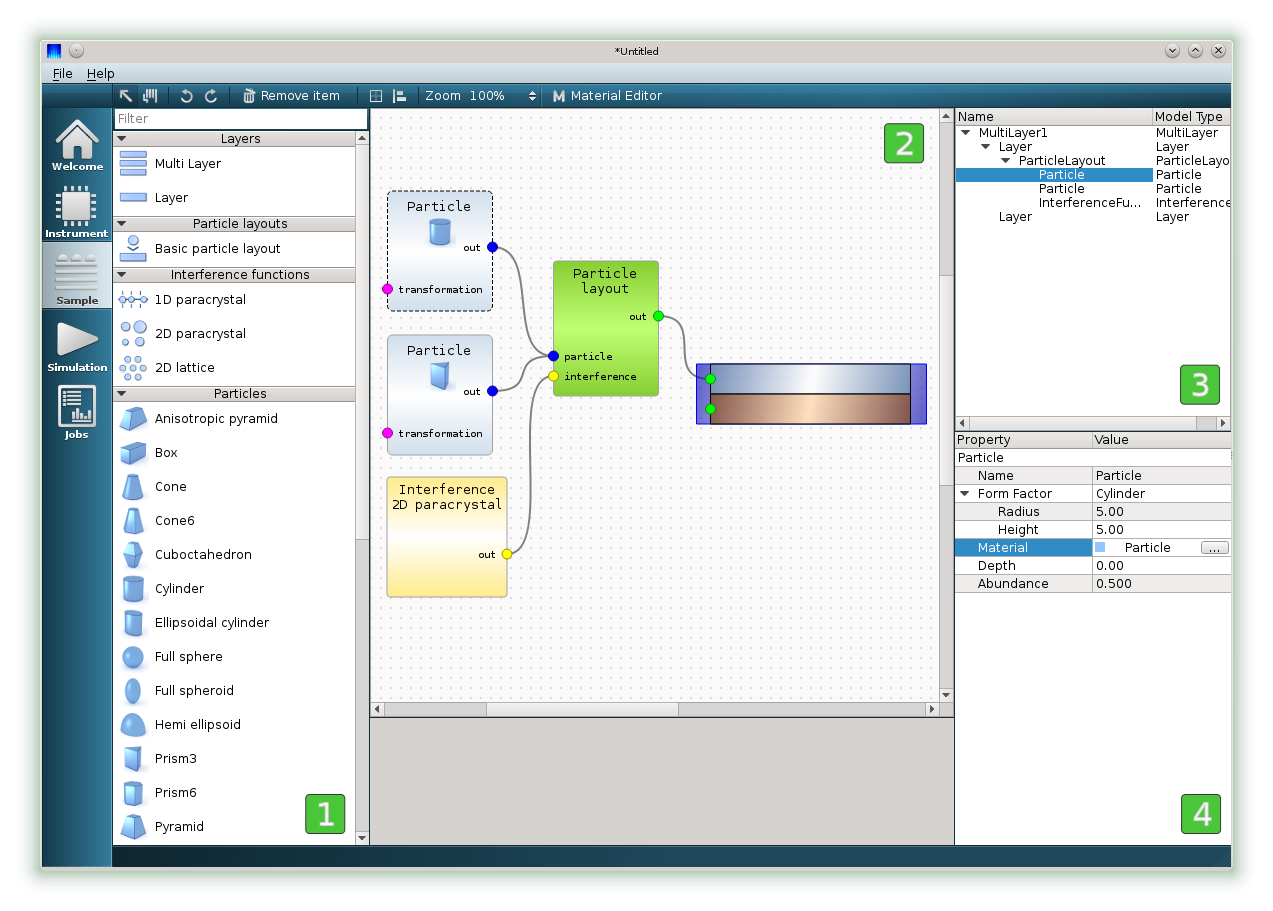 *Untitled
File Help
Remove item Zoom 100% M Material Editor
Welcome
Instrument
Sample
Simulation
Jobs
Filter
Layers
Multi Layer
Layer
Particle layouts
Basic particle layout
Interference functions
1D paracrystal
2D paracrystal
2D lattice
Particles
Anisotropic pyramid
Box
Cone
Cone6
Cuboctahedron
Cylinder
Ellipsoidal cylinder
Full sphere
Full spheroid
Hemi ellipsoid
Prism3
Prism6
Pyramid
1
2
Particle
out
transformation
Particle
out
transformation
Interference
2D paracrystal
out
Particle
layout
out
particle
interference
Name Model Type
MultiLayer1 MultiLayer
Layer Layer
ParticleLayout ParticleLayo
Particle Particle
Particle Particle
InterferenceFu... Interference
Layer Layer
3
Property Value
Particle
Name Particle
Form Factor Cylinder
Radius 5.00
Height 5.00
Material Particle ...
Depth 0.00
Abundance 0.500
4